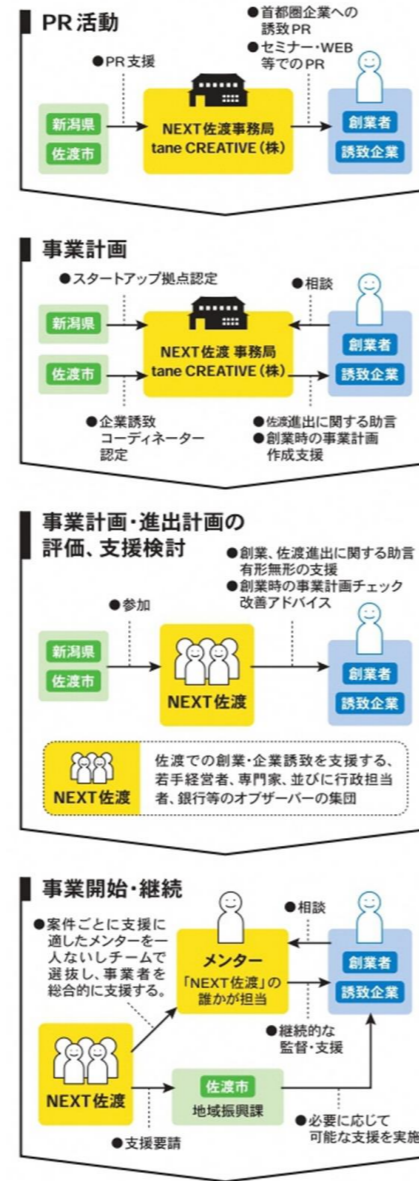 PR活動
●首都圏企業への
誘致PR
●セミナー・WEB
等でのPR
●PR支援
新潟県
佐渡市
NEXT佐渡事務局
tane CREATIVE(株)
創業者
誘致企業
事業計画
●スタートアップ拠点認定
●相談
新潟県
佐渡市
NEXT佐渡 事務局
tane CREATIVE(株)
創業者
誘致企業
●企業誘致
コーディネーター
認定
●佐渡進出に関する助言
●創業時の事業計画
作成支援
事業計画・進出計画の
評価、支援検討
●創業、佐渡進出に関する助言
有形無形の支援
●創業時の事業計画チェック
改善アドバイス
●参加
新潟県
佐渡市
NEXT佐渡
創業者
誘致企業
NEXT佐渡
佐渡での創業・企業誘致を支援する、
若手経営者、専門家、並びに行政担当
者、銀行等のオブザーバーの集団
事業開始・継続
●案件ごとに支援に
適したメンターを一
人ないしチームで
選抜し、事業者を
総合的に支援する。
●相談
メンター
「NEXT佐渡」の
誰かが担当
創業者
誘致企業
●継続的な
監督・支援
NEXT佐渡
佐渡市
地域振興課
●支援要請
●必要に応じて
可能な支援を実施